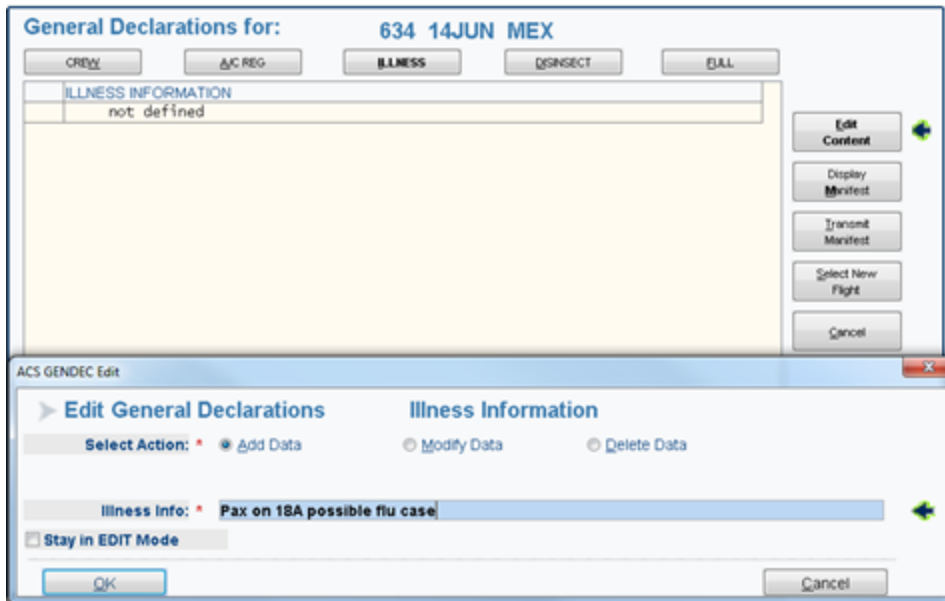 General Declarations for: 634 14JUN MEX
CREW A/C REG ILLNESS DISINSECT FULL
ILLNESS INFORMATION
not defined
Edit
Content
Display
Manifest
Transmit
Manifest
Select New
Flight
Cancel
ACS GENDEC Edit
Edit General Declarations Illness Information
Select Action: * Add Data Modify Data Delete Data
Illness Info: * Pax on 18A possible flu case
Stay in EDIT Mode
OK Cancel